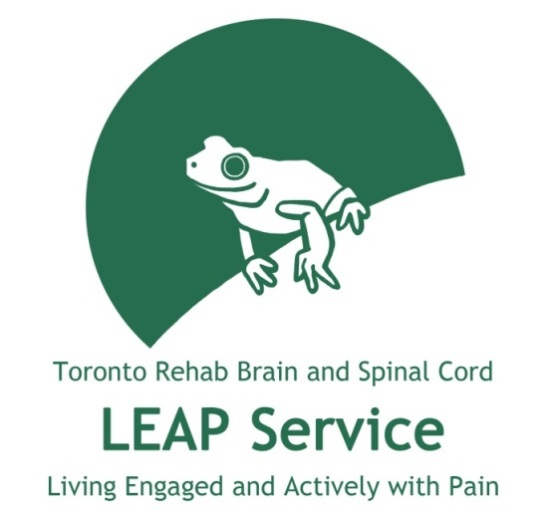 Toronto Rehab Brain and Spinal Cord
LEAP Service
Living Engaged and Actively with Pain